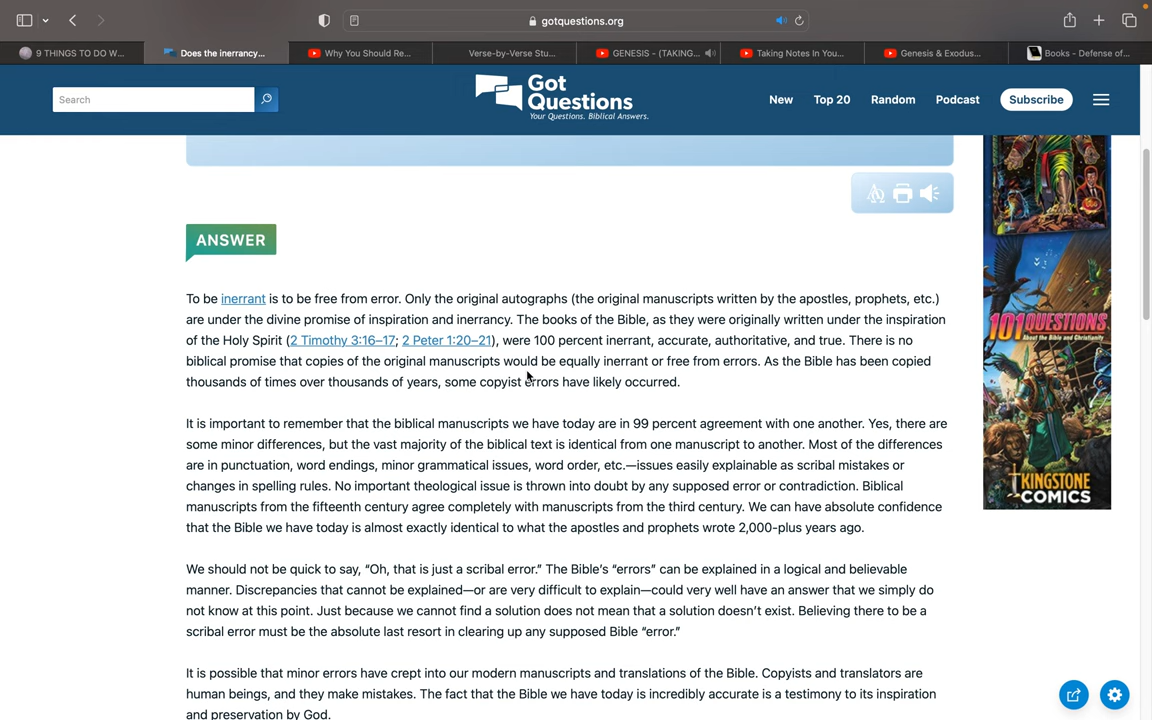 gotquestions.org
9 THINGS TO DO W...
Does the inerrancy...
Why You Should Re...
Verse-by-Verse Stu...
GENESIS - (TAKING...
Taking Notes In You...
Genesis & Exodus...
Books - Defense of...
Search
Got
Questions
Your Questions. Biblical Answers.
New
Top 20
Random
Podcast
Subscribe
ANSWER
To be inerrant is to be free from error. Only the original autographs (the original manuscripts written by the apostles, prophets, etc.)
are under the divine promise of inspiration and inerrancy. The books of the Bible, as they were originally written under the inspiration
of the Holy Spirit (2 Timothy 3:16–17; 2 Peter 1:20–21), were 100 percent inerrant, accurate, authoritative, and true. There is no
biblical promise that copies of the original manuscripts would be equally inerrant or free from errors. As the Bible has been copied
thousands of times over thousands of years, some copyist errors have likely occurred.
It is important to remember that the biblical manuscripts we have today are in 99 percent agreement with one another. Yes, there are
some minor differences, but the vast majority of the biblical text is identical from one manuscript to another. Most of the differences
are in punctuation, word endings, minor grammatical issues, word order, etc.—issues easily explainable as scribal mistakes or
changes in spelling rules. No important theological issue is thrown into doubt by any supposed error or contradiction. Biblical
manuscripts from the fifteenth century agree completely with manuscripts from the third century. We can have absolute confidence
that the Bible we have today is almost exactly identical to what the apostles and prophets wrote 2,000-plus years ago.
We should not be quick to say, “Oh, that is just a scribal error.” The Bible’s “errors” can be explained in a logical and believable
manner. Discrepancies that cannot be explained—or are very difficult to explain—could very well have an answer that we simply do
not know at this point. Just because we cannot find a solution does not mean that a solution doesn’t exist. Believing there to be a
scribal error must be the absolute last resort in clearing up any supposed Bible “error.”
It is possible that minor errors have crept into our modern manuscripts and translations of the Bible. Copyists and translators are
human beings, and they make mistakes. The fact that the Bible we have today is incredibly accurate is a testimony to its inspiration
and preservation by God.
101 QUESTIONS
About the Bible and Christianity
KINGSTONE
COMICS